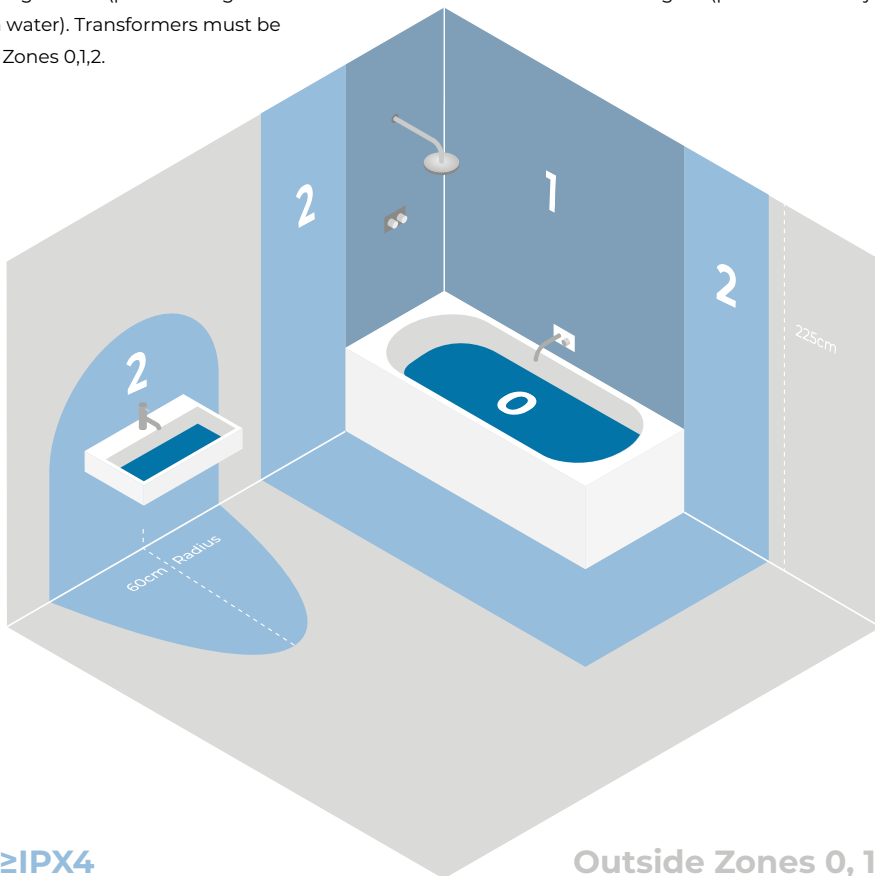 water). Transformers must be
Zones 0,1,2.
1
2
2
225cm
2
0
60cm Radius
≥IPX4
Outside Zones 0, 1